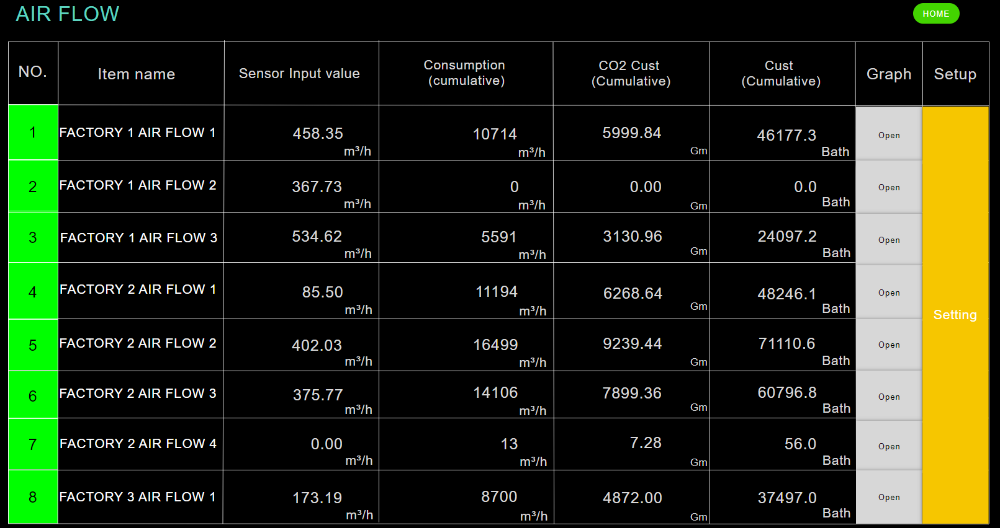 AIR FLOW
HOME
NO.
Item name
Sensor Input value
Consumption
(cumulative)
CO2 Cust
(Cumulative)
Cust
(Cumulative)
Graph
Setup
1
FACTORY 1 AIR FLOW 1
458.35
m³/h
10714
m³/h
5999.84
Gm
46177.3
Bath
Open
2
FACTORY 1 AIR FLOW 2
367.73
m³/h
0
m³/h
0.00
Gm
0.0
Bath
Open
3
FACTORY 1 AIR FLOW 3
534.62
m³/h
5591
m³/h
3130.96
Gm
24097.2
Bath
Open
4
FACTORY 2 AIR FLOW 1
85.50
m³/h
11194
m³/h
6268.64
Gm
48246.1
Bath
Open
Setting
5
FACTORY 2 AIR FLOW 2
402.03
m³/h
16499
m³/h
9239.44
Gm
71110.6
Bath
Open
6
FACTORY 2 AIR FLOW 3
375.77
m³/h
14106
m³/h
7899.36
Gm
60796.8
Bath
Open
7
FACTORY 2 AIR FLOW 4
0.00
m³/h
13
m³/h
7.28
Gm
56.0
Bath
Open
8
FACTORY 3 AIR FLOW 1
173.19
m³/h
8700
m³/h
4872.00
Gm
37497.0
Bath
Open